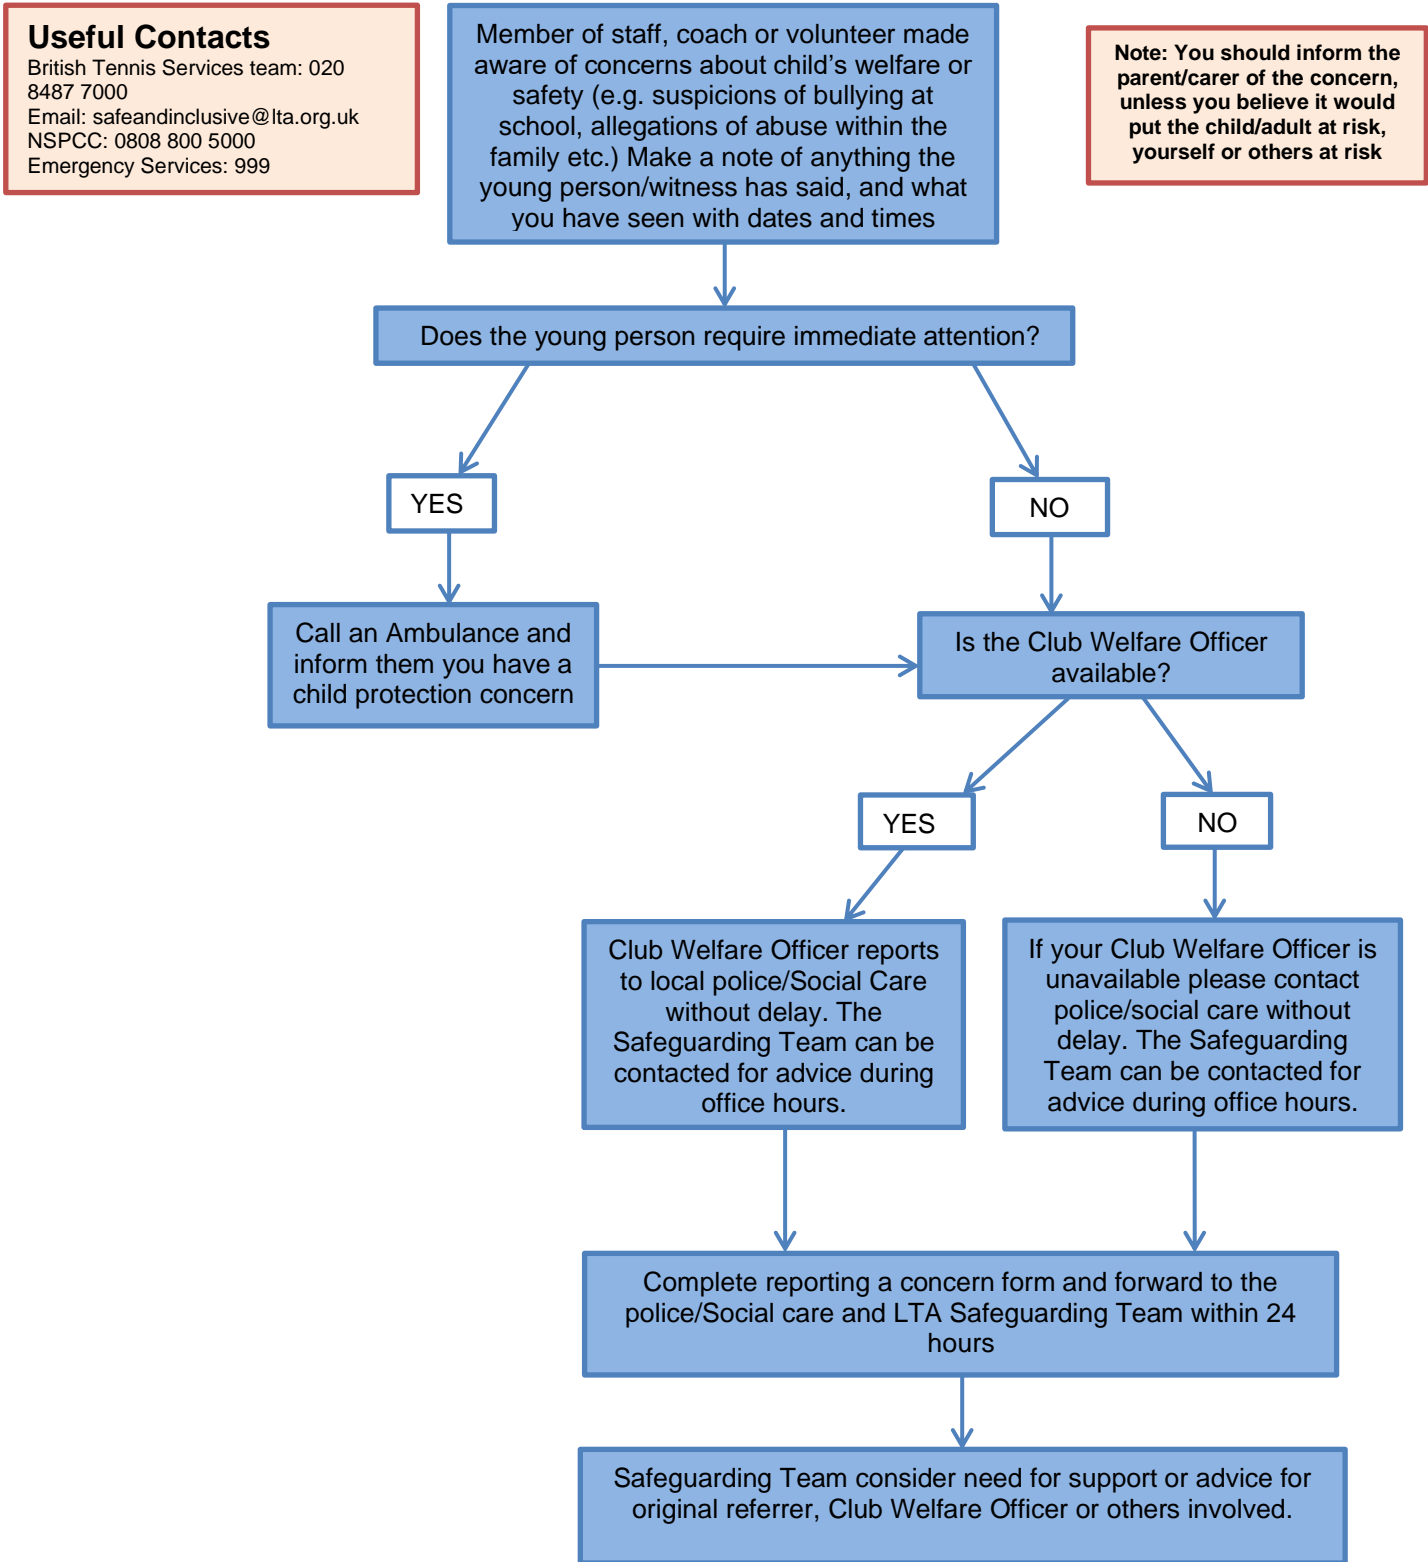 Useful Contacts
British Tennis Services team: 020
8487 7000
Email: safeandinclusive@lta.org.uk
NSPCC: 0808 800 5000
Emergency Services: 999
Member of staff, coach or volunteer made
aware of concerns about child’s welfare or
safety (e.g. suspicions of bullying at
school, allegations of abuse within the
family etc.) Make a note of anything the
young person/witness has said, and what
you have seen with dates and times
Note: You should inform the
parent/carer of the concern,
unless you believe it would
put the child/adult at risk,
yourself or others at risk
Does the young person require immediate attention?
YES
NO
Call an Ambulance and
inform them you have a
child protection concern
Is the Club Welfare Officer
available?
YES
NO
Club Welfare Officer reports
to local police/Social Care
without delay. The
Safeguarding Team can be
contacted for advice during
office hours.
If your Club Welfare Officer is
unavailable please contact
police/social care without
delay. The Safeguarding
Team can be contacted for
advice during office hours.
Complete reporting a concern form and forward to the
police/Social care and LTA Safeguarding Team within 24
hours
Safeguarding Team consider need for support or advice for
original referrer, Club Welfare Officer or others involved.